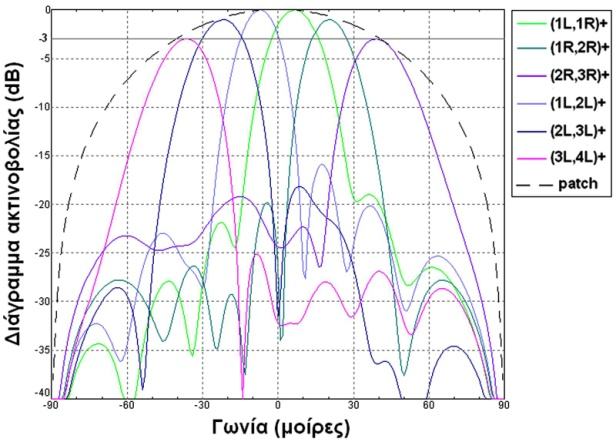 Διάγραμμα ακτινοβολίας (dB)
0
-3
-5
-10
-15
-20
-25
-30
-35
-40
-90
-60
-30
0
30
60
90
Γωνία (μοίρες)
(1L,1R)+
(1R,2R)+
(2R,3R)+
(1L,2L)+
(2L,3L)+
(3L,4L)+
patch